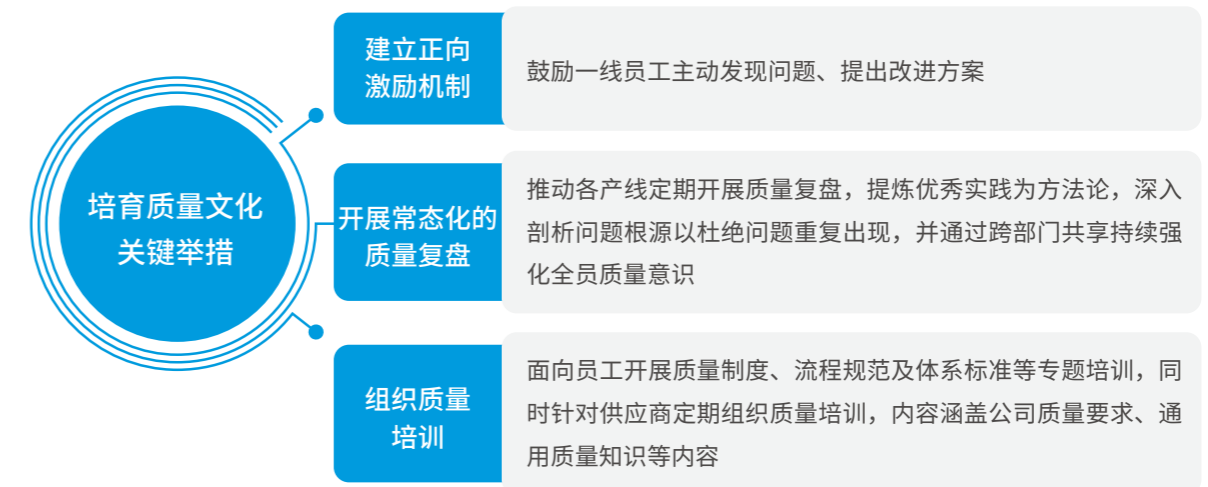 培育质量文化
关键举措
建立正向
激励机制
鼓励一线员工主动发现问题、提出改进方案
开展常态化的
质量复盘
推动各产线定期开展质量复盘，提炼优秀实践为方法论，深入
剖析问题根源以杜绝问题重复出现，并通过跨部门共享持续强
化全员质量意识
组织质量
培训
面向员工开展质量制度、流程规范及体系标准等专题培训，同
时针对供应商定期组织质量培训，内容涵盖公司质量要求、通
用质量知识等内容